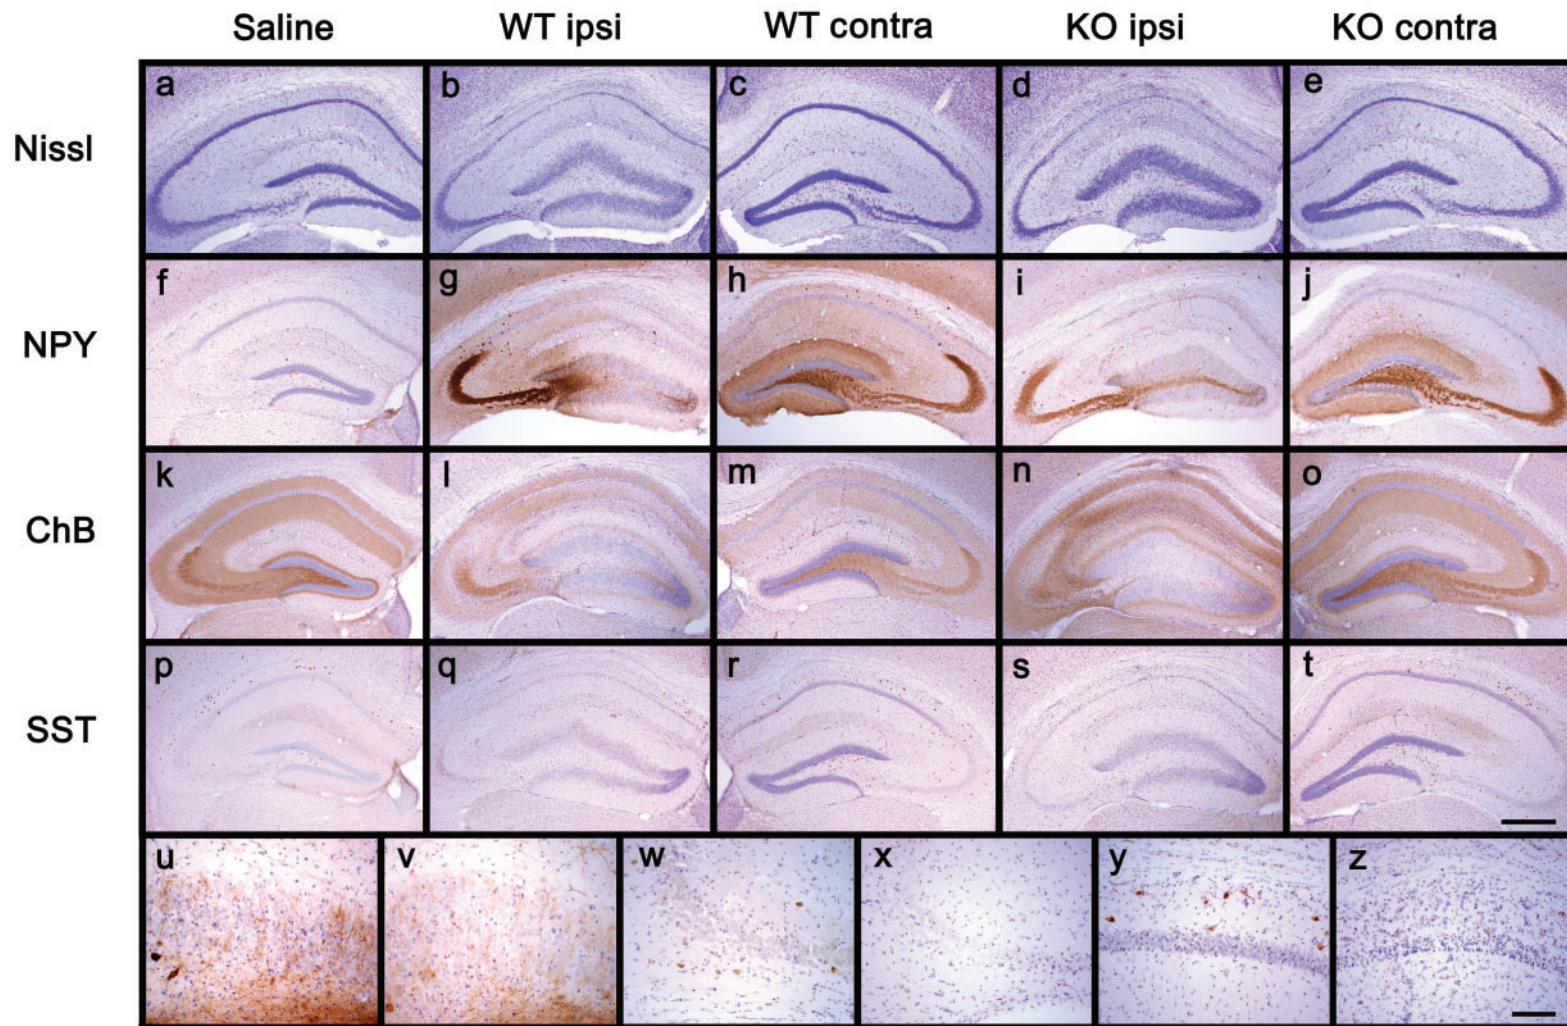 Saline WT ipsi WT contra KO ipsi KO contra
Nissl a b c d e
NPY f g h i j
ChB k l m n o
SST p q r s t
u v w x y z